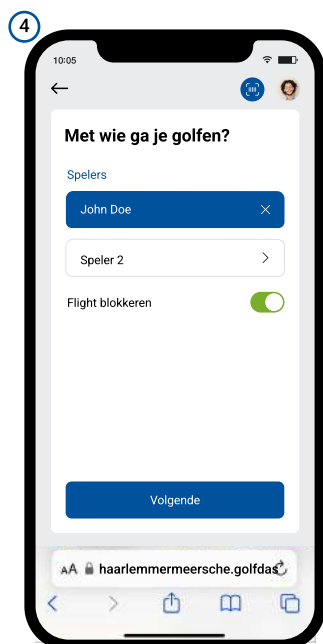 4
10:05
Met wie ga je golfen?
Spelers
John Doe
Speler 2
Flight blokkeren
Volgende
AA haarlemmermeersche.golfdas